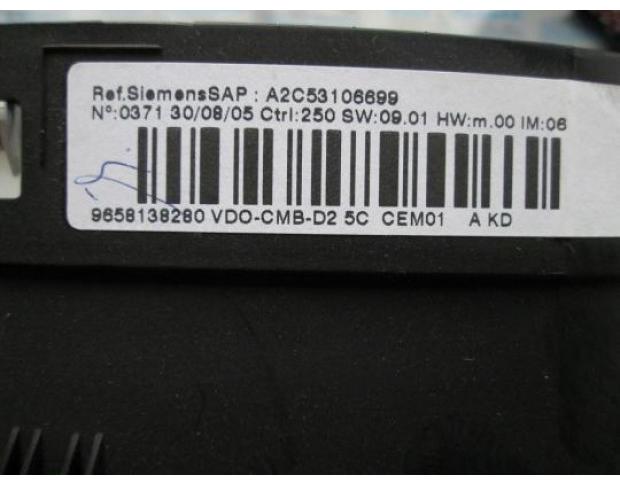 Ref.SiemensSAP : A2C53106699
N°:0371 30/08/05 Ctrl:250 SW:09.01 HW:m.00 IM:06
9658138280 VDO-CMB-D2 5C CEM01 A KD